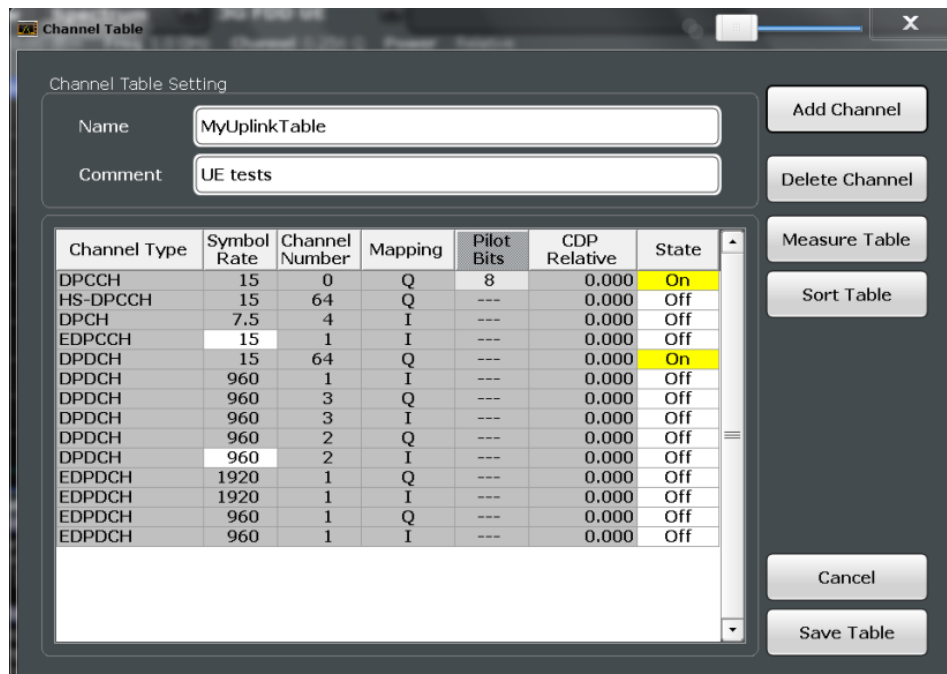 Channel Table
Channel Table Setting
Name MyUplinkTable
Comment UE tests
Add Channel
Delete Channel
Measure Table
Sort Table
Channel Type Symbol Rate Channel Number Mapping Pilot Bits CDP Relative State
DPCCH 15 0 Q 8 0.000 On
HS-DPCCH 15 64 Q --- 0.000 Off
DPCH 7.5 4 I --- 0.000 Off
EDPCCH 15 1 I --- 0.000 Off
DPDCH 15 64 Q --- 0.000 On
DPDCH 960 1 I --- 0.000 Off
DPDCH 960 3 Q --- 0.000 Off
DPDCH 960 3 I --- 0.000 Off
DPDCH 960 2 Q --- 0.000 Off
DPDCH 960 2 I --- 0.000 Off
EDPDCH 1920 1 Q --- 0.000 Off
EDPDCH 1920 1 I --- 0.000 Off
EDPDCH 960 1 Q --- 0.000 Off
EDPDCH 960 1 I --- 0.000 Off
Cancel
Save Table